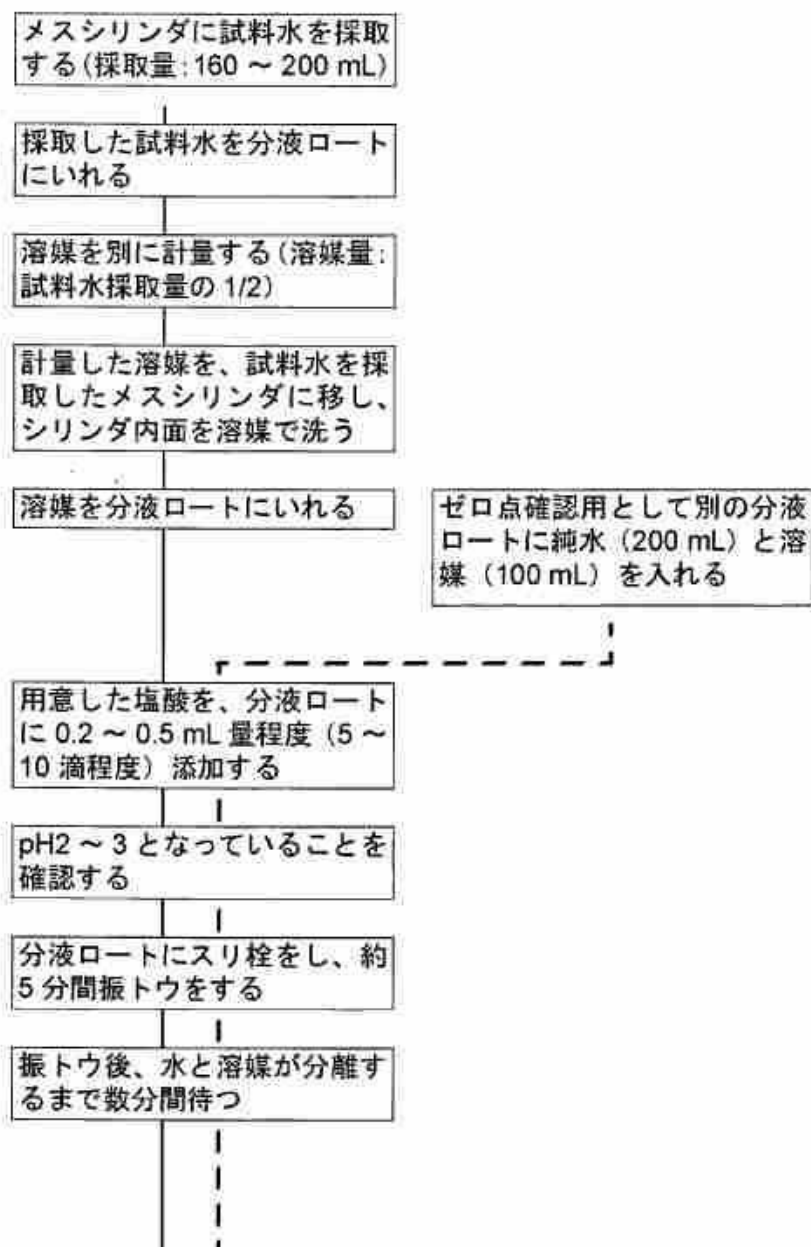 メスシリンダに試料水を採取
する(採取量:160 ~ 200 mL)
採取した試料水を分液ロート
にいれる
溶媒を別に計量する(溶媒量:
試料水採取量の 1/2)
計量した溶媒を、試料水を採
取したメスシリンダに移し、
シリンダ内面を溶媒で洗う
溶媒を分液ロートにいれる
ゼロ点確認用として別の分液
ロートに純水(200 mL)と溶
媒(100 mL)を入れる
用意した塩酸を、分液ロート
に 0.2 ~ 0.5 mL 量程度(5 ~
10 滴程度)添加する
pH2 ~ 3 となっていることを
確認する
分液ロートにスリ栓をし、約
5 分間振トウをする
振トウ後、水と溶媒が分離す
るまで数分間待つ